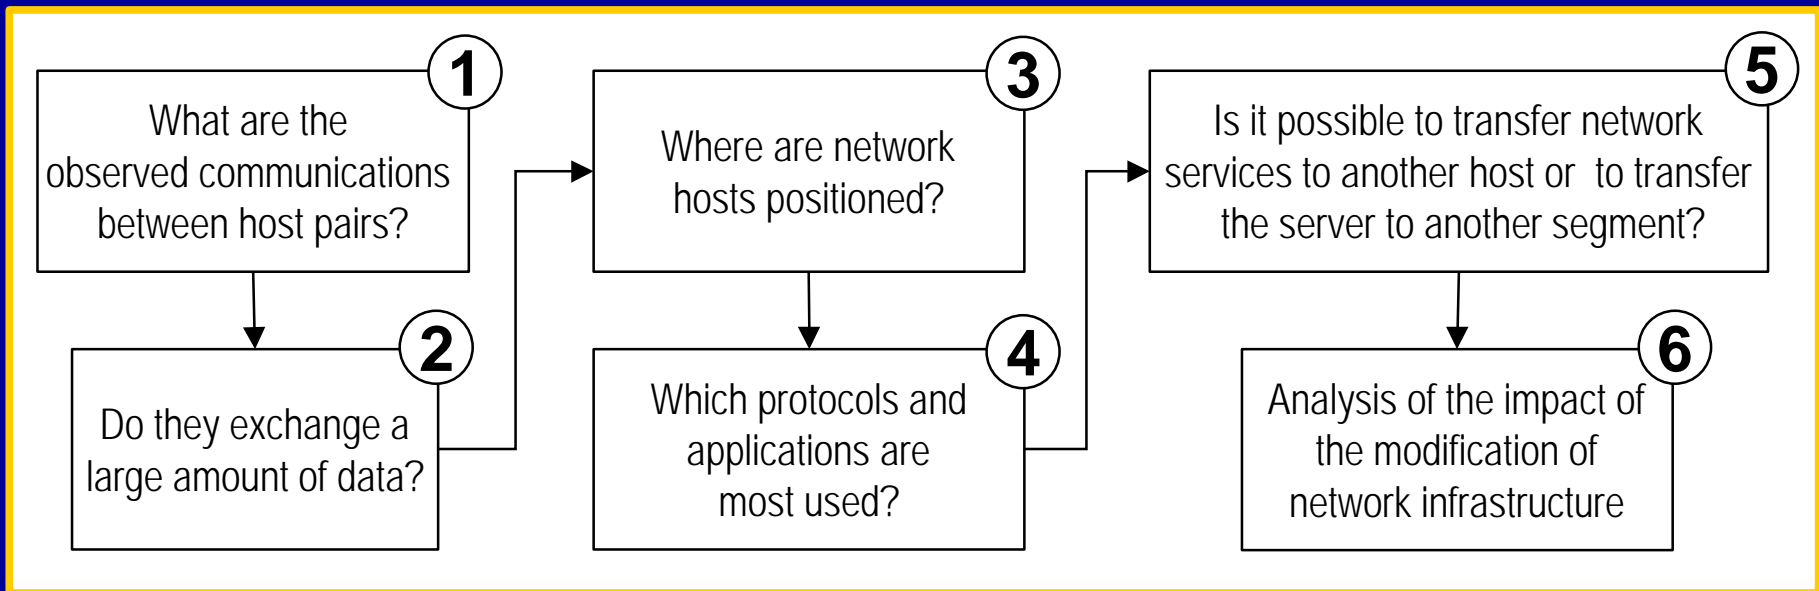 1
What are the
observed communications
between host pairs?
2
Do they exchange a
large amount of data?
3
Where are network
hosts positioned?
4
Which protocols and
applications are
most used?
5
Is it possible to transfer network
services to another host or  to transfer
the server to another segment?
6
Analysis of the impact of
the modification of
network infrastructure